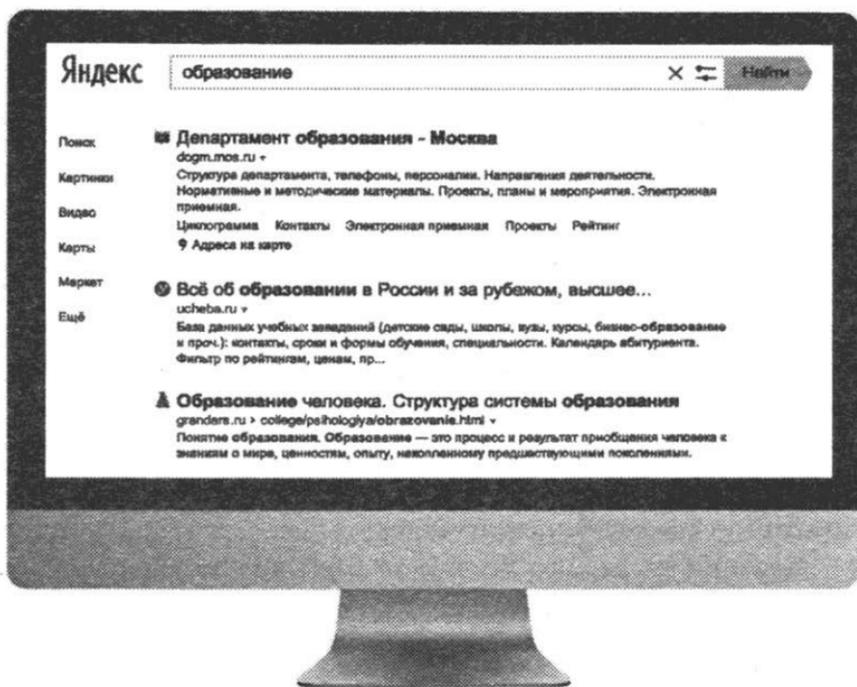 Яндекс
образование
Найти
Поиск
Картинки
Видео
Карты
Маркет
Ещё
Департамент образования - Москва
dogm.mos.ru
Структура департамента, телефоны, персоналии. Направления деятельности.
Нормативные и методические материалы. Проекты, планы и мероприятия. Электронная
приемная.
Циклограмма Контакты Электронная приемная Проекты Рейтинг
Адреса на карте
Всё об образовании в России и за рубежом, высшее...
ucheba.ru
База данных учебных заведений (детские сады, школы, вузы, курсы, бизнес-образование
и проч.): контакты, сроки и формы обучения, специальности. Календарь абитуриента.
Фильтр по рейтингам, ценам, пр...
Образование человека. Структура системы образования
grandars.ru > college/psihologiya/obrazovanie.html
Понятие образования. Образование — это процесс и результат приобщения человека к
знаниям о мире, ценностям, опыту, накопленному предшествующими поколениями.